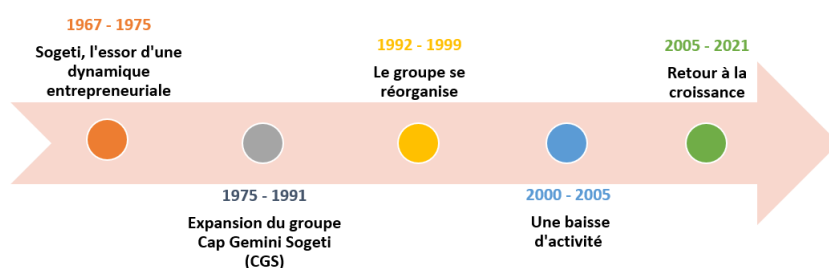 1967 - 1975
Sogeti, l'essor d'une
dynamique
entrepreneuriale
1975 - 1991
Expansion du groupe
Cap Gemini Sogeti
(CGS)
1992 - 1999
Le groupe se
réorganise
2000 - 2005
Une baisse
d'activité
2005 - 2021
Retour à la
croissance